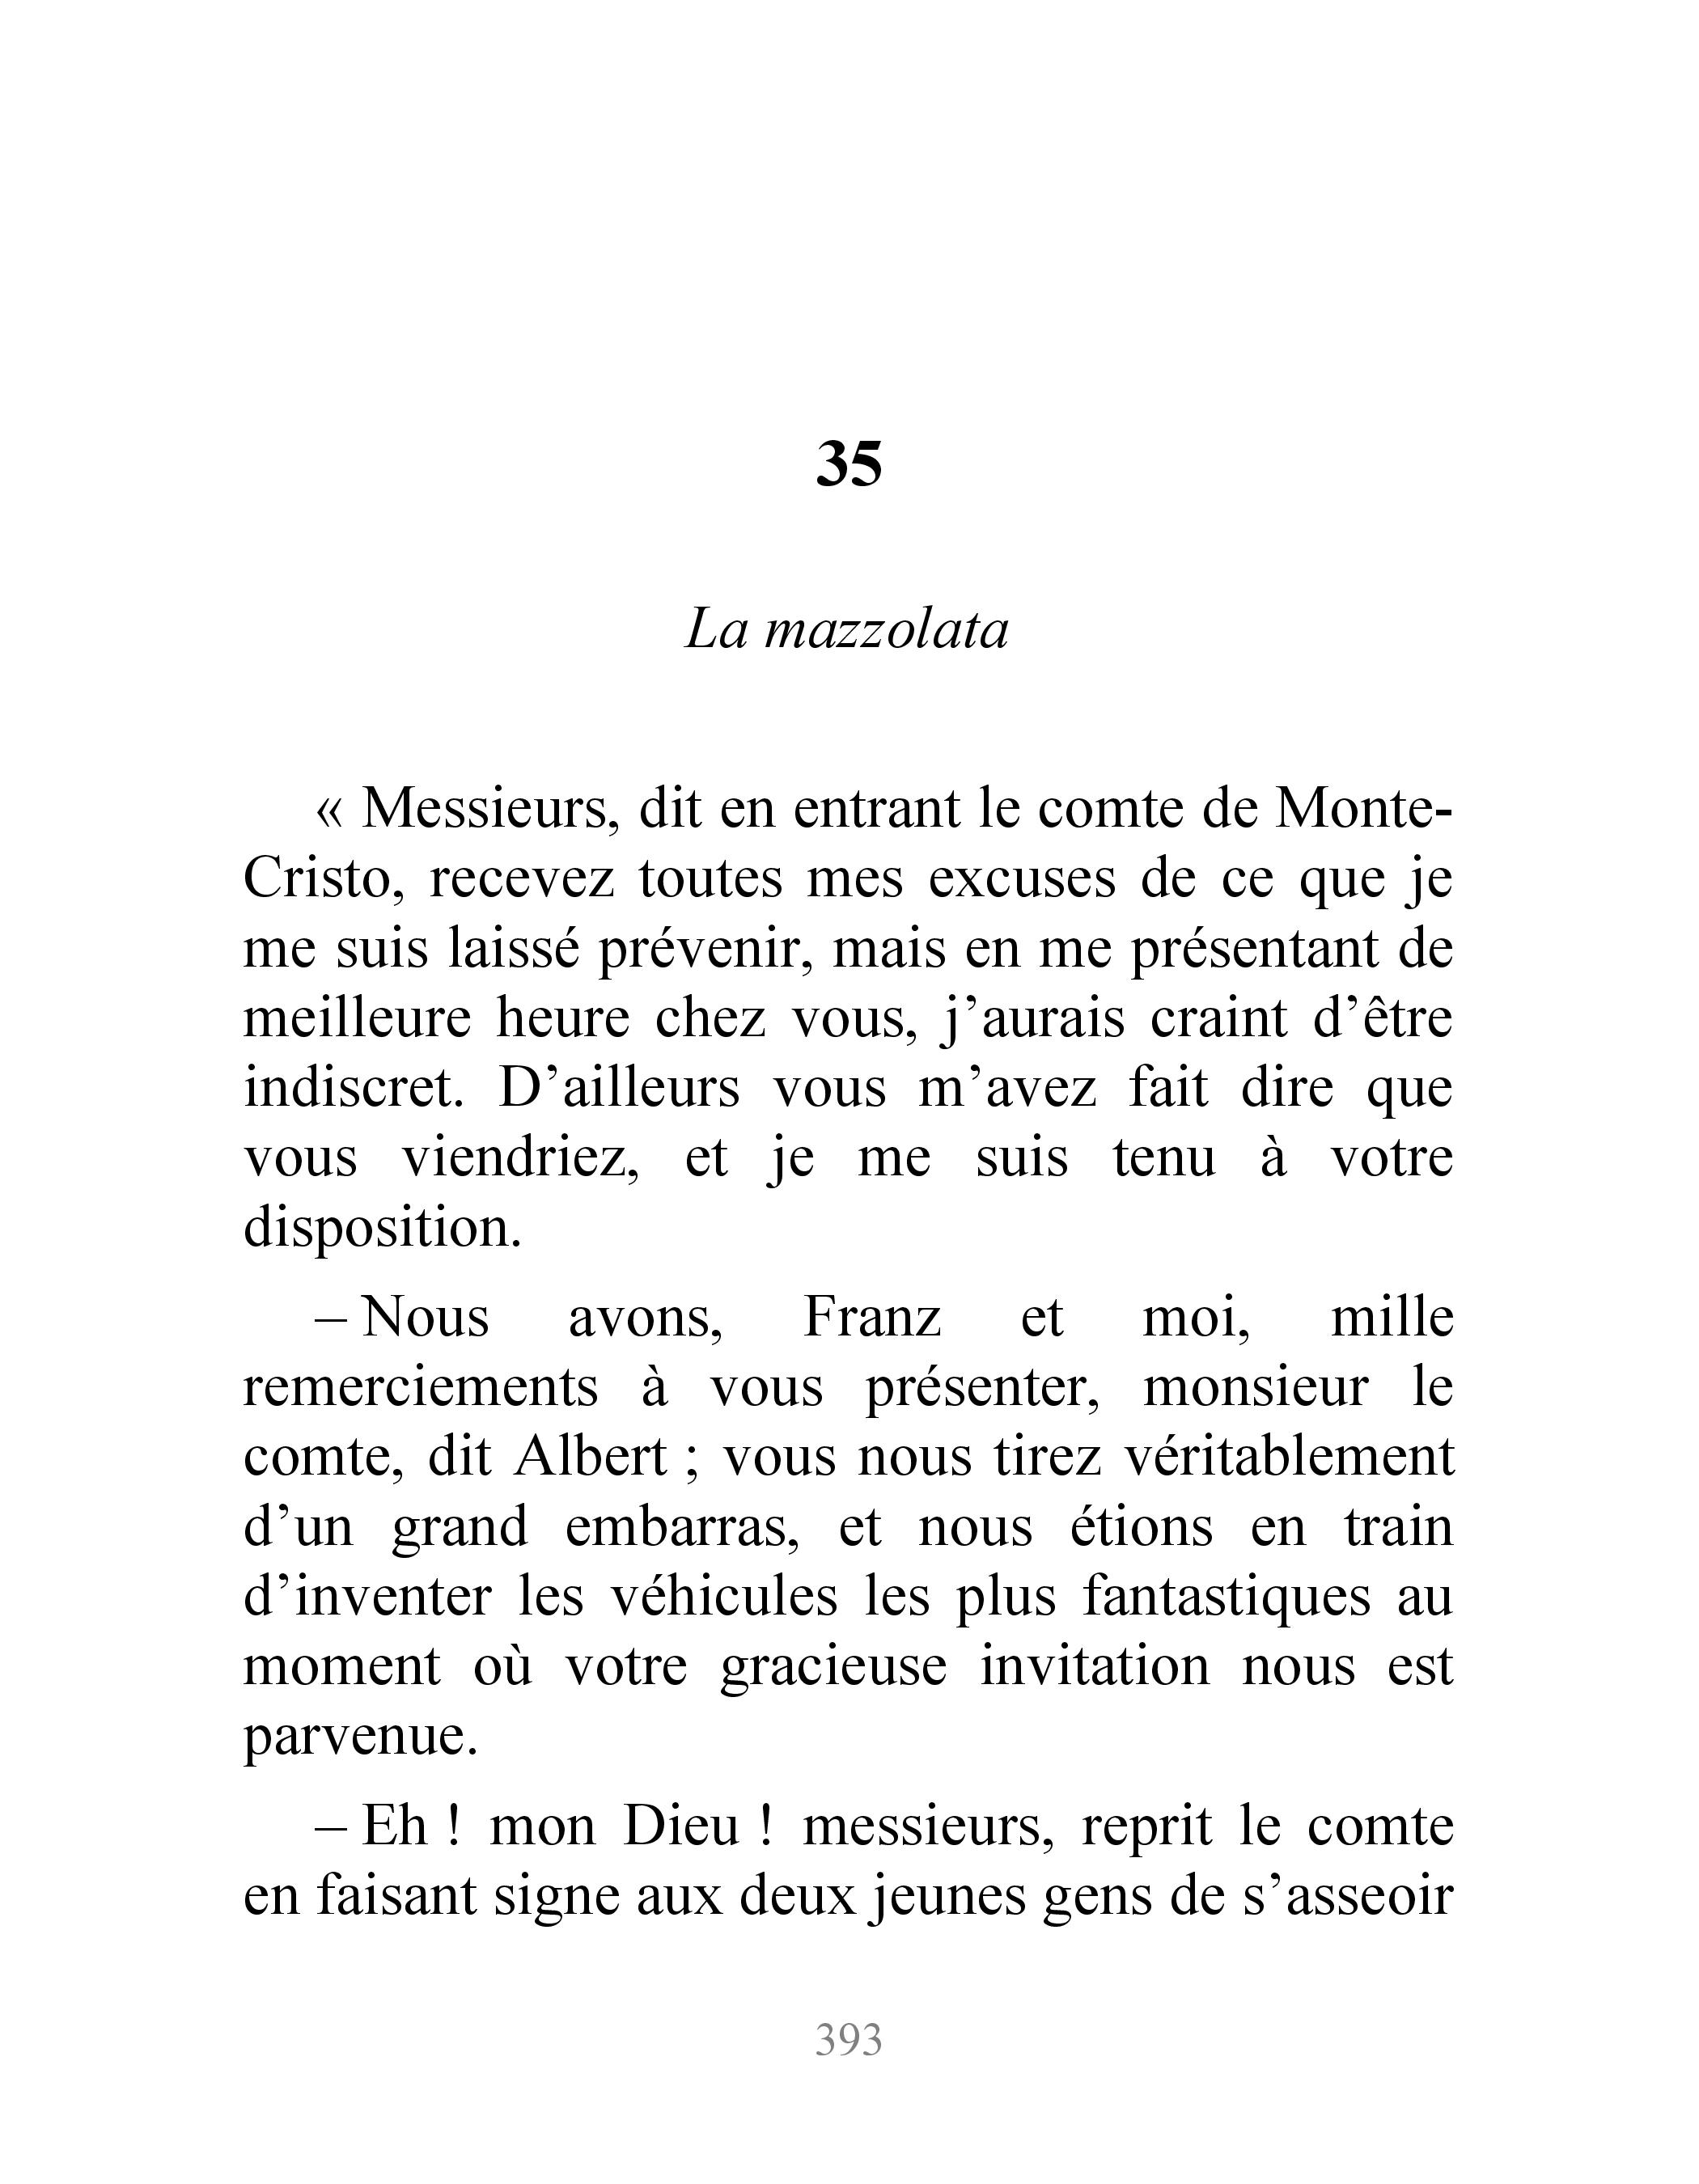 35
La mazzolata
« Messieurs, dit en entrant le comte de Monte-
Cristo, recevez toutes mes excuses de ce que je
me suis laissé prévenir, mais en me présentant de
meilleure heure chez vous, j’aurais craint d’être
indiscret. D’ailleurs vous m’avez fait dire que
vous viendriez, et je me suis tenu à votre
disposition.
– Nous avons, Franz et moi, mille
remerciements à vous présenter, monsieur le
comte, dit Albert ; vous nous tirez véritablement
d’un grand embarras, et nous étions en train
d’inventer les véhicules les plus fantastiques au
moment où votre gracieuse invitation nous est
parvenue.
– Eh ! mon Dieu ! messieurs, reprit le comte
en faisant signe aux deux jeunes gens de s’asseoir
393